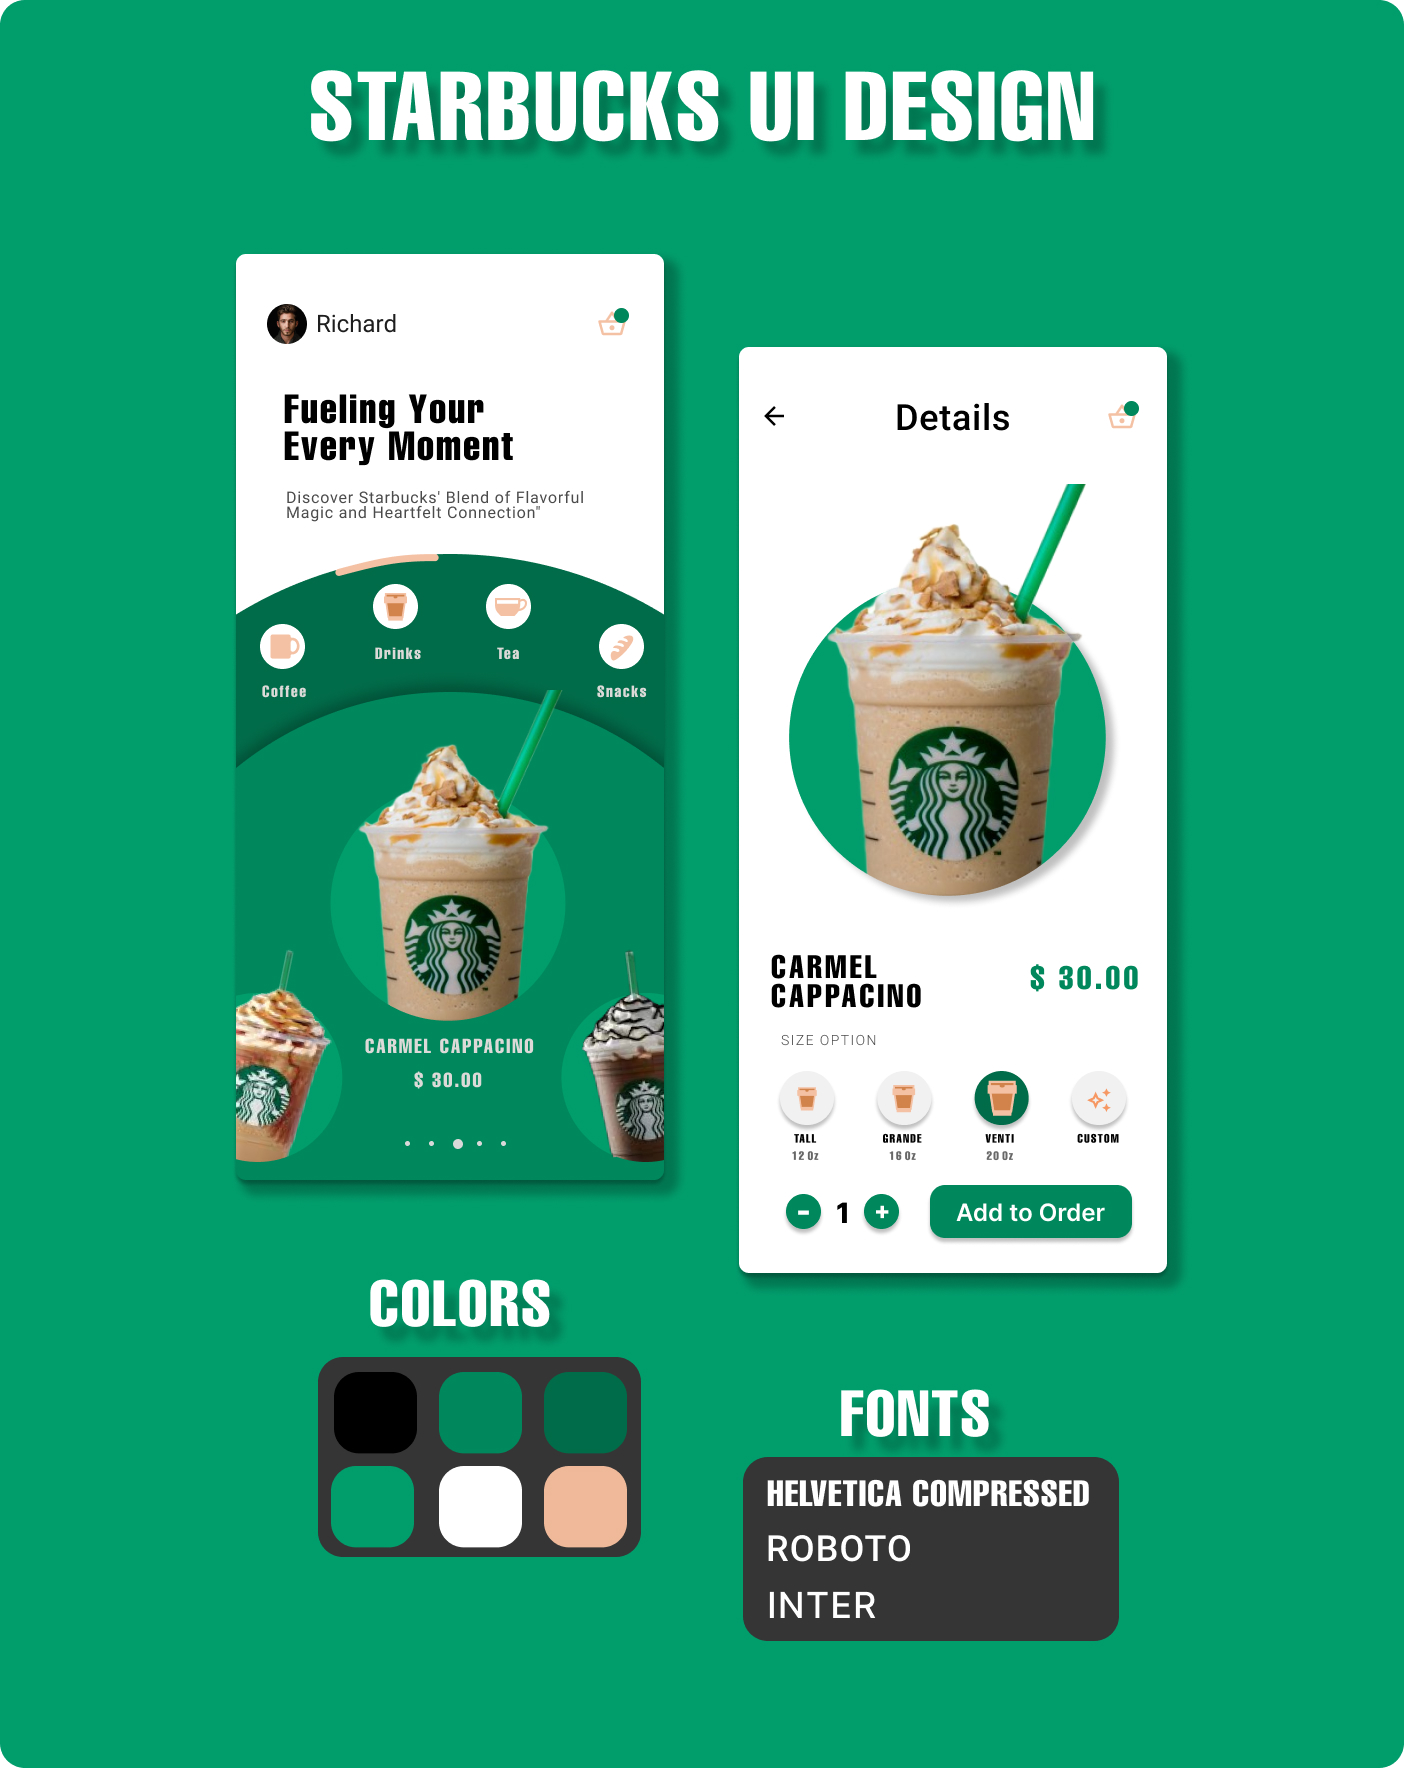 STARBUCKS UI DESIGN
Richard
Fueling Your
Every Moment
Discover Starbucks' Blend of Flavorful
Magic and Heartfelt Connection"
Coffee
Drinks
Tea
Snacks
CARMEL CAPPACINO
$ 30.00
Details
CARMEL
CAPPACINO
$ 30.00
SIZE OPTION
TALL
12 Oz
GRANDE
16 Oz
VENTI
20 Oz
CUSTOM
- 1 +
Add to Order
COLORS
FONTS
HELVETICA COMPRESSED
ROBOTO
INTER